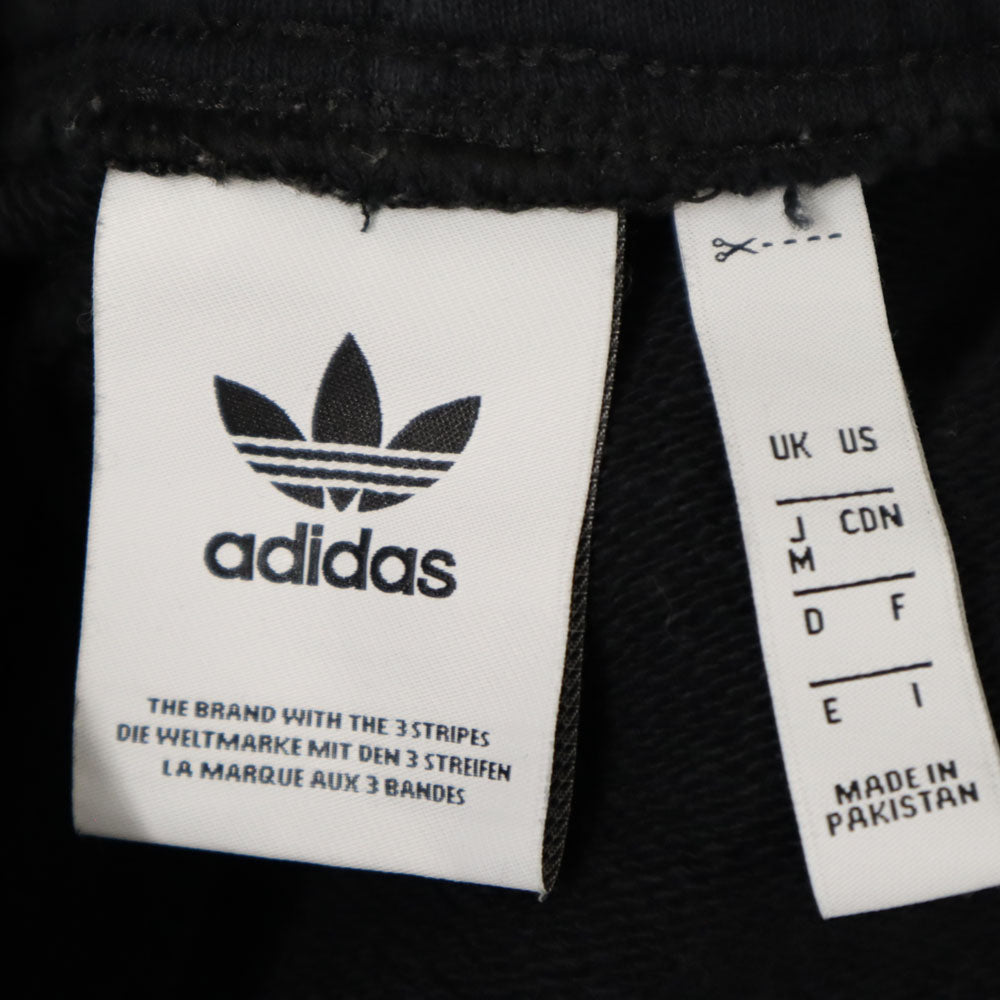 adidas
THE BRAND WITH THE 3 STRIPES
DIE WELTMARKE MIT DEN 3 STREIFEN
LA MARQUE AUX 3 BANDES
UK US
J CDN
M
D F
E I
MADE IN
PAKISTAN